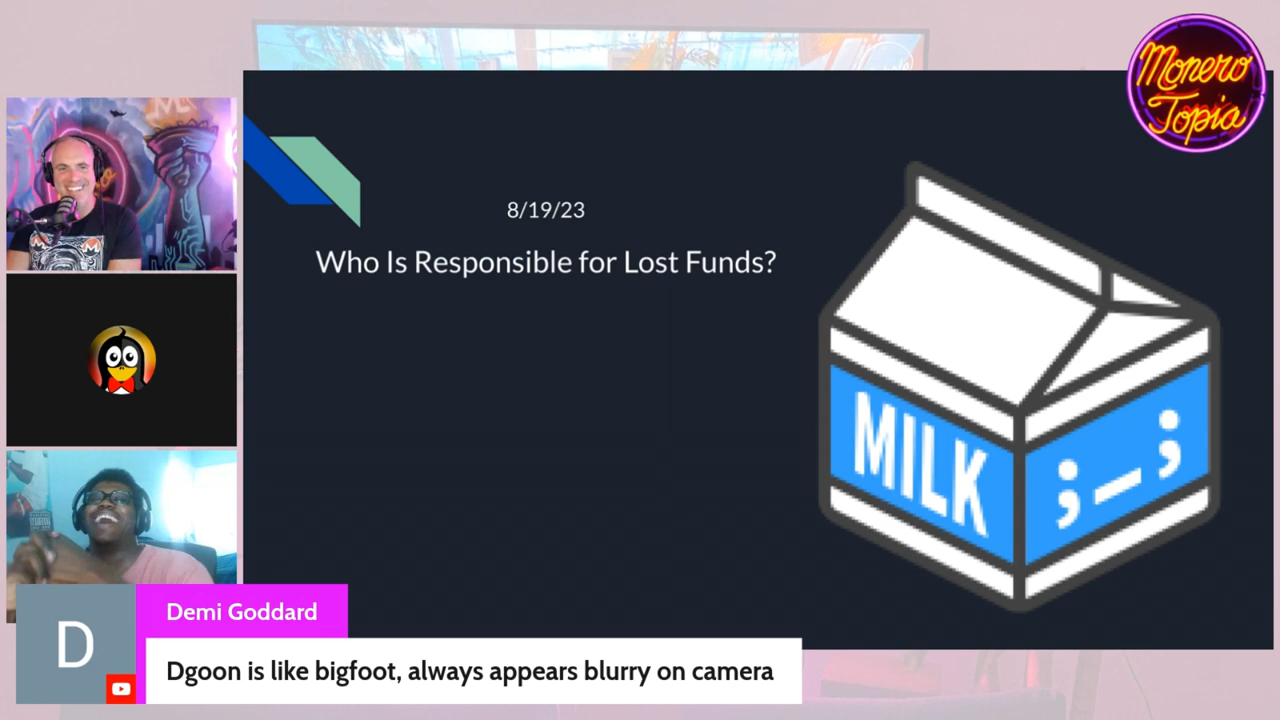 Monero
Topia
8/19/23
Who Is Responsible for Lost Funds?
MILK
;_;
D
Demi Goddard
Dgoon is like bigfoot, always appears blurry on camera